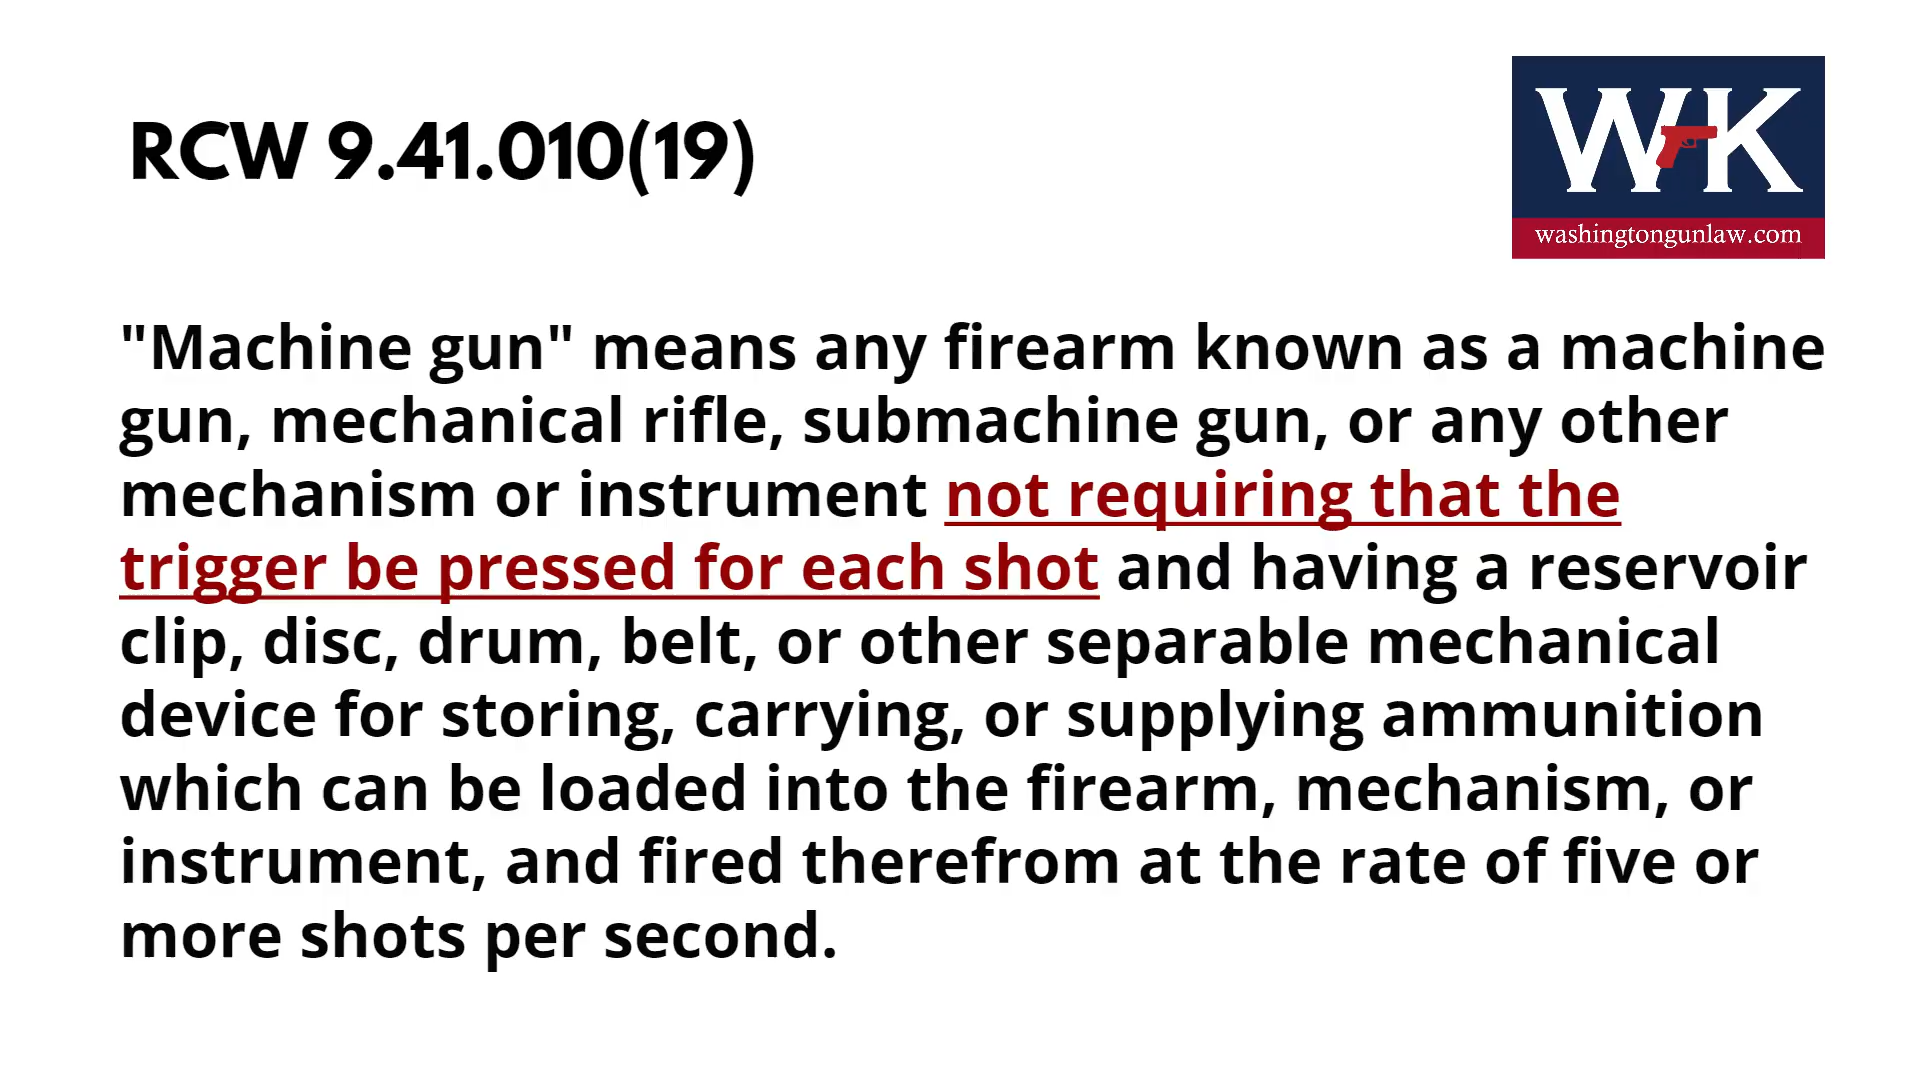 RCW 9.41.010(19)
WK
washingtongunlaw.com
"Machine gun" means any firearm known as a machine
gun, mechanical rifle, submachine gun, or any other
mechanism or instrument not requiring that the
trigger be pressed for each shot and having a reservoir
clip, disc, drum, belt, or other separable mechanical
device for storing, carrying, or supplying ammunition
which can be loaded into the firearm, mechanism, or
instrument, and fired therefrom at the rate of five or
more shots per second.